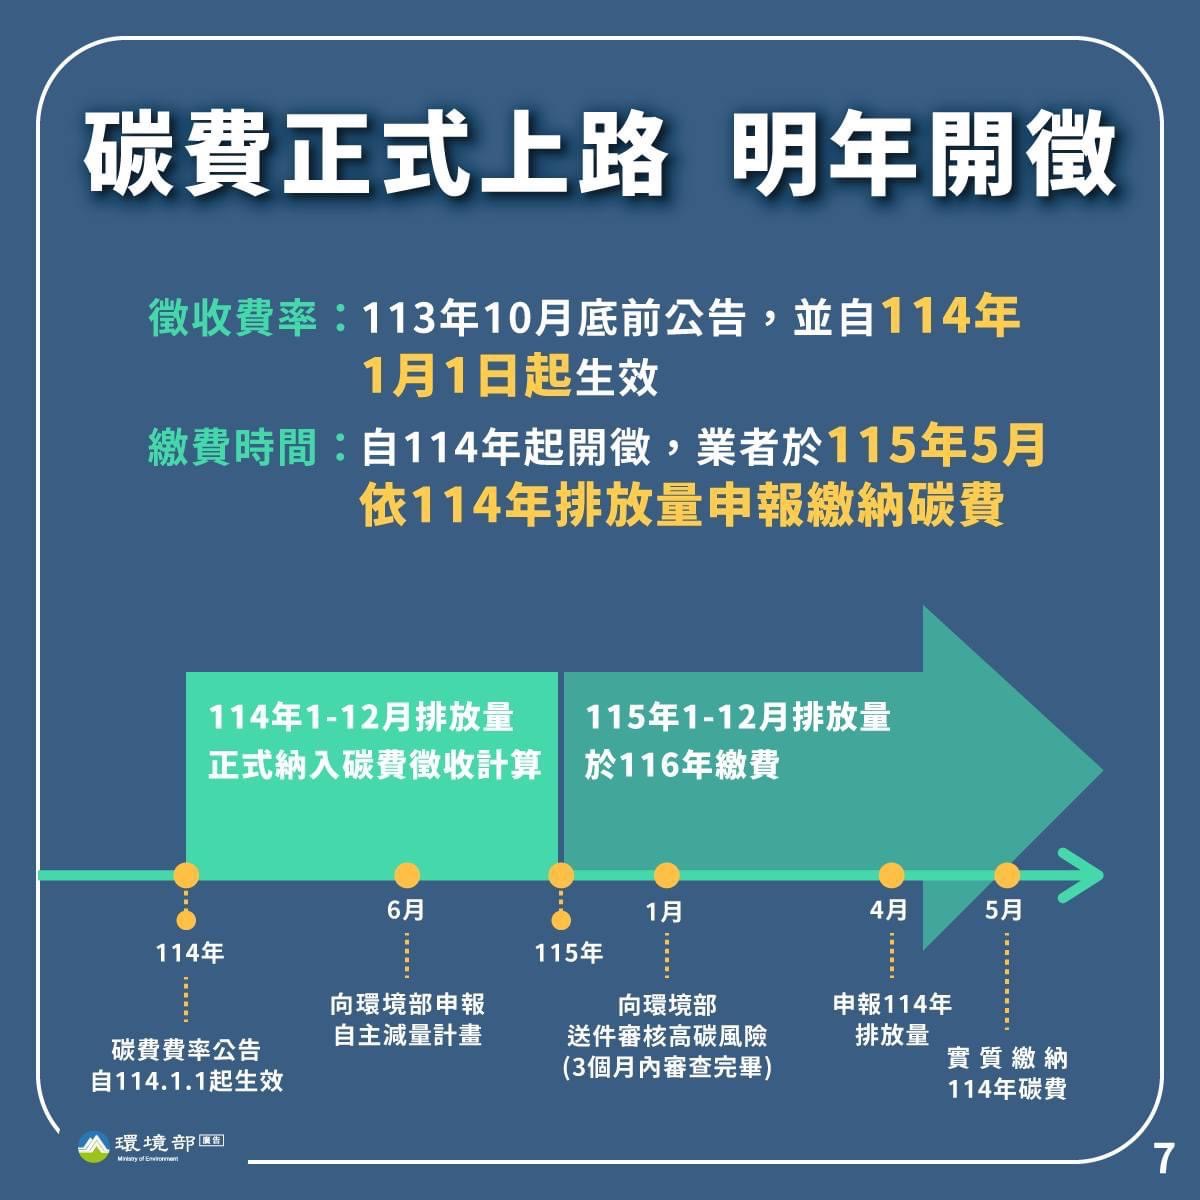 碳費正式上路 明年開徵
徵收費率：113年10月底前公告，並自114年
1月1日起生效
繳費時間：自114年起開徵，業者於115年5月
依114年排放量申報繳納碳費
114年1-12月排放量
正式納入碳費徵收計算
115年1-12月排放量
於116年繳費
114年
碳費費率公告
自114.1.1起生效
6月
向環境部申報
自主減量計畫
115年
1月
向環境部
送件審核高碳風險
(3個月內審查完畢)
4月
申報114年
排放量
5月
實質繳納
114年碳費
環境部 廣告
Ministry of Environment
7